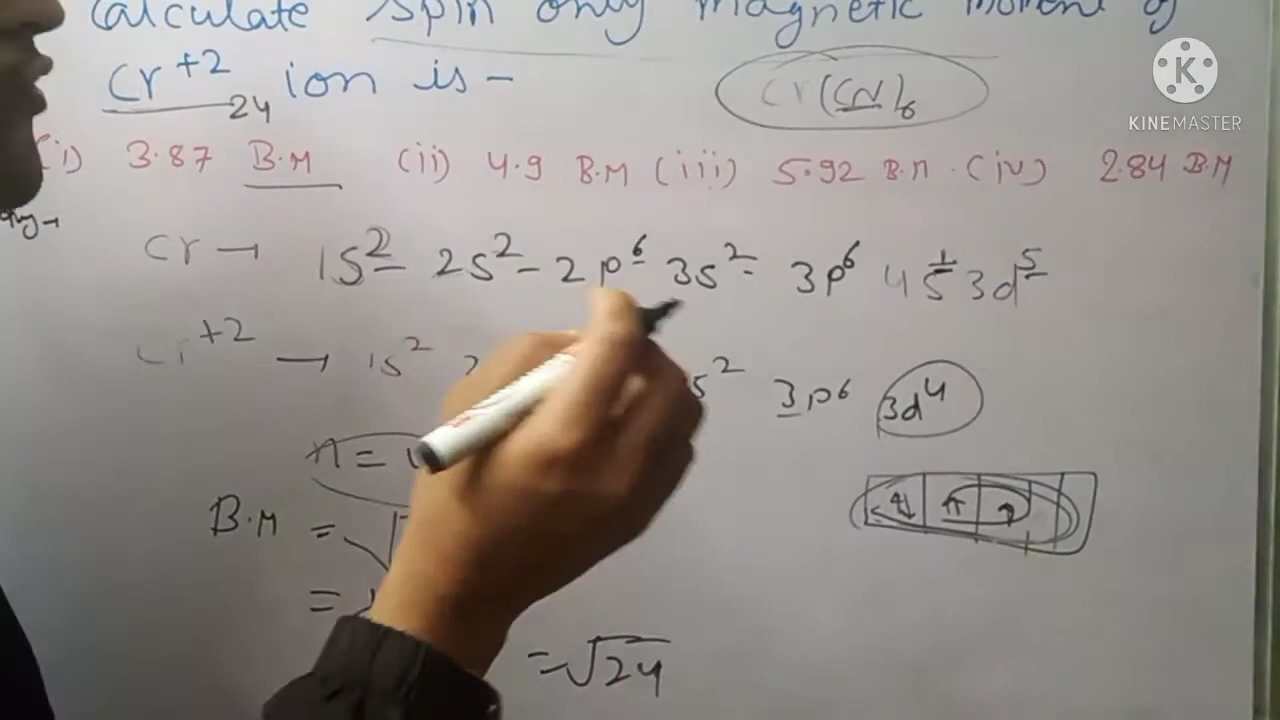 Calculate Spin only magnetic moment of
Cr+2 24 ion is - Cr(CN)6
KINEMASTER
(i) 3.87 B.M (ii) 4.9 B.M (iii) 5.92 B.M. (iv) 2.84 B.M
Cr → 1s2 - 2s2 - 2p6 - 3s2 - 3p6 4s1 3d5
Cr+2 → 1s2 s2 3p6 3d4
n =
B.M = √
=
= √24